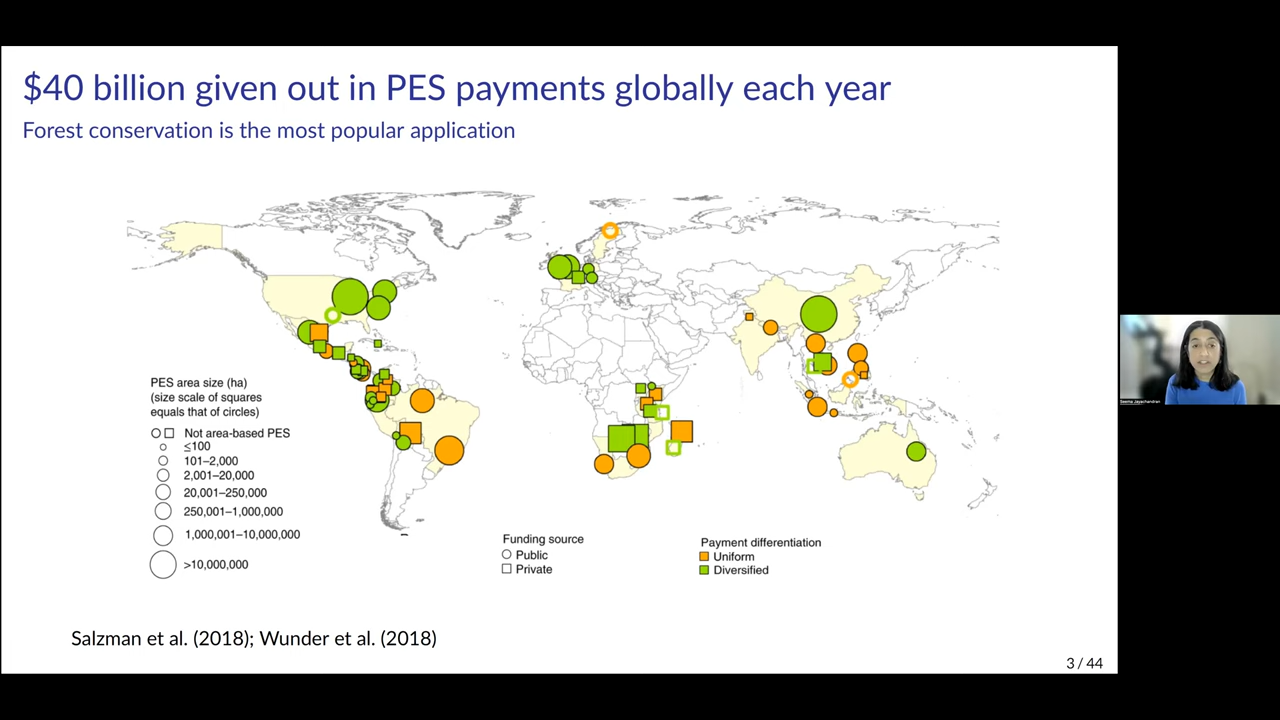 $40 billion given out in PES payments globally each year
Forest conservation is the most popular application
PES area size (ha)
(size scale of squares
equals that of circles)
Not area-based PES
≤100
101–2,000
2,001–20,000
20,001–250,000
250,001–1,000,000
1,000,001–10,000,000
>10,000,000
Funding source
Public
Private
Payment differentiation
Uniform
Diversified
Salzman et al. (2018); Wunder et al. (2018)
3 / 44
Seema Jayachandran